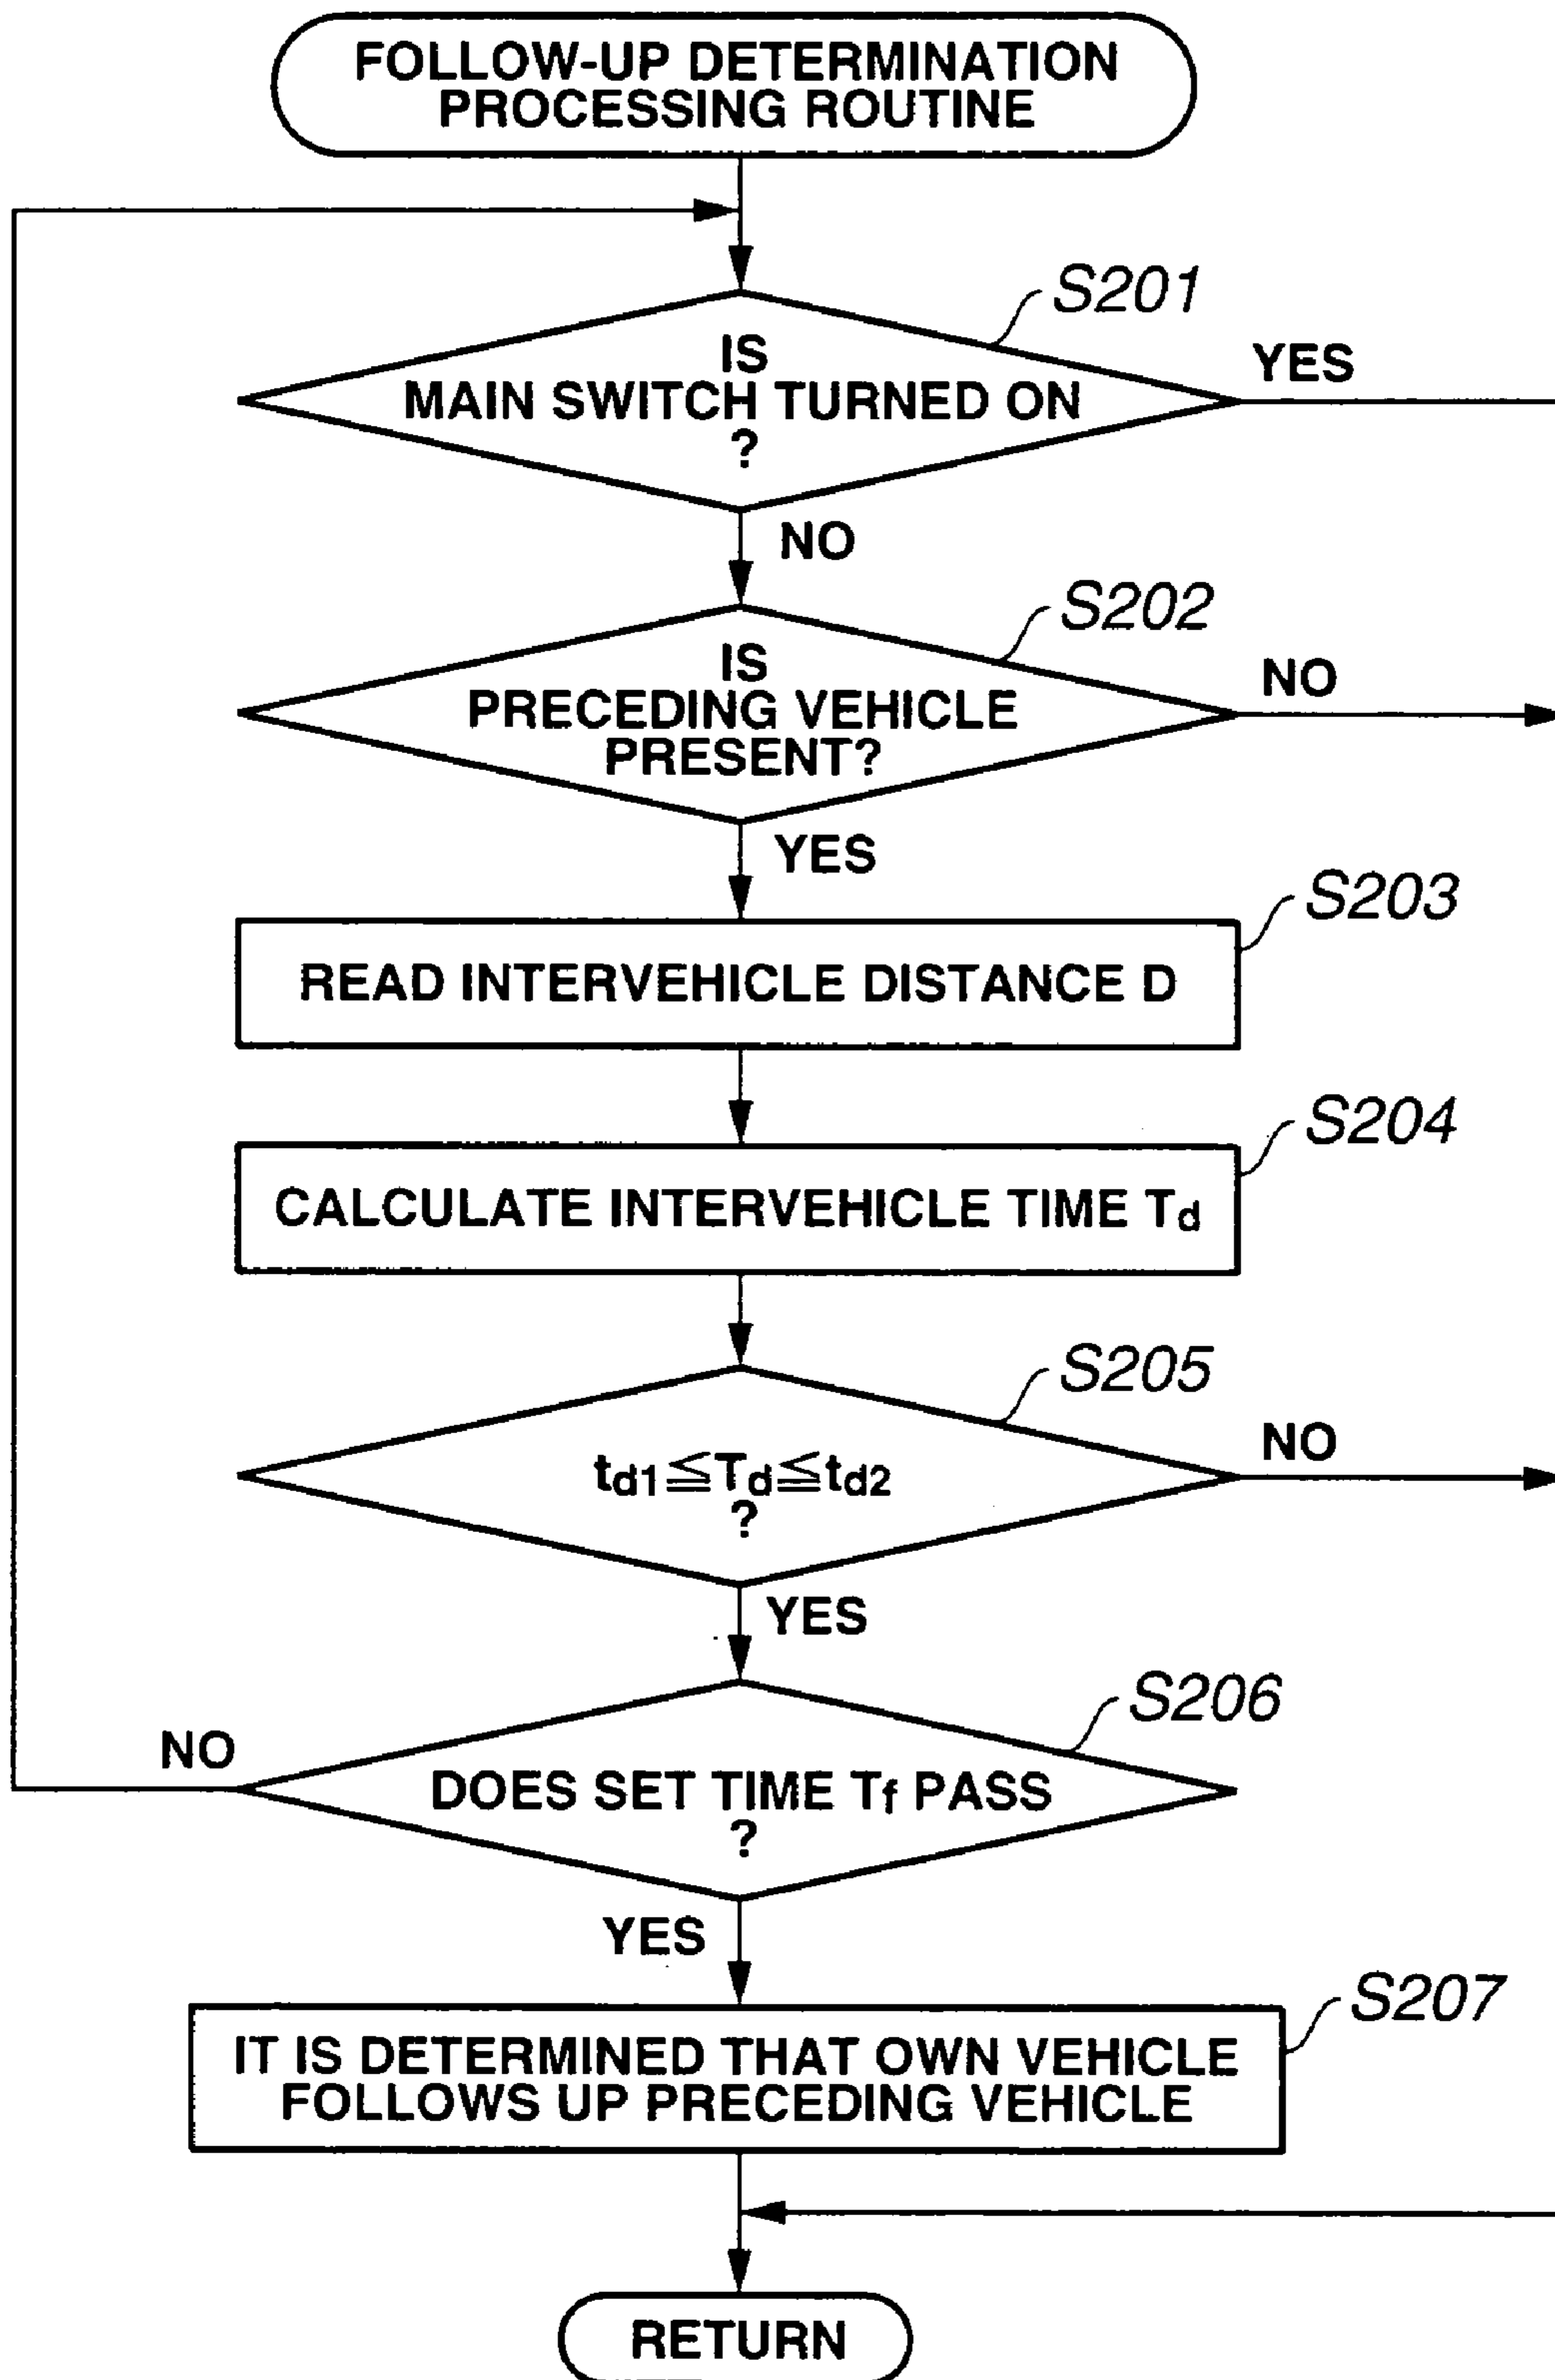 FOLLOW-UP DETERMINATION
PROCESSING ROUTINE
S201
IS
MAIN SWITCH TURNED ON
?
YES
NO
S202
IS
PRECEDING VEHICLE
PRESENT?
NO
YES
S203
READ INTERVEHICLE DISTANCE D
S204
CALCULATE INTERVEHICLE TIME Td
S205
td1≦Td≦td2
?
NO
YES
S206
NO
DOES SET TIME Tf PASS
?
YES
S207
IT IS DETERMINED THAT OWN VEHICLE
FOLLOWS UP PRECEDING VEHICLE
RETURN